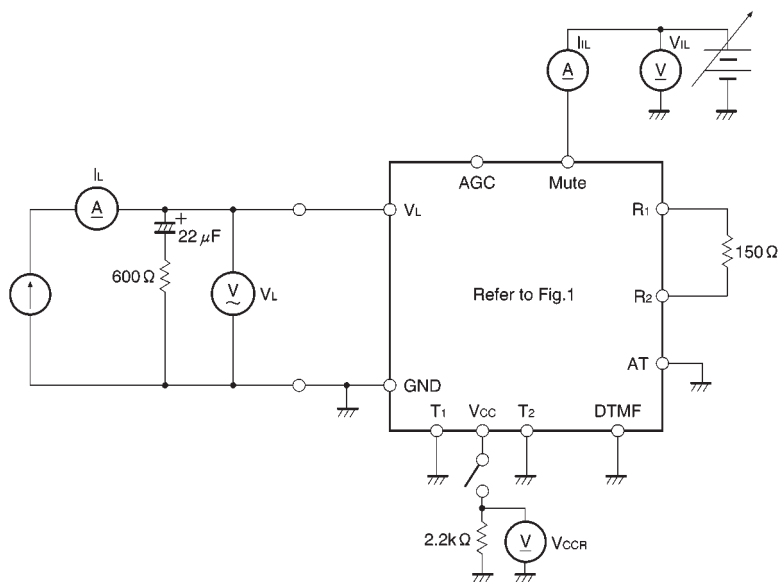 IIL
VIL
A
V
AGC
Mute
IL
A
+
22 μF
600 Ω
V
VL
VL
R1
150 Ω
Refer to Fig.1
R2
AT
GND
T1
VCC
T2
DTMF
2.2k Ω
V
VCCR